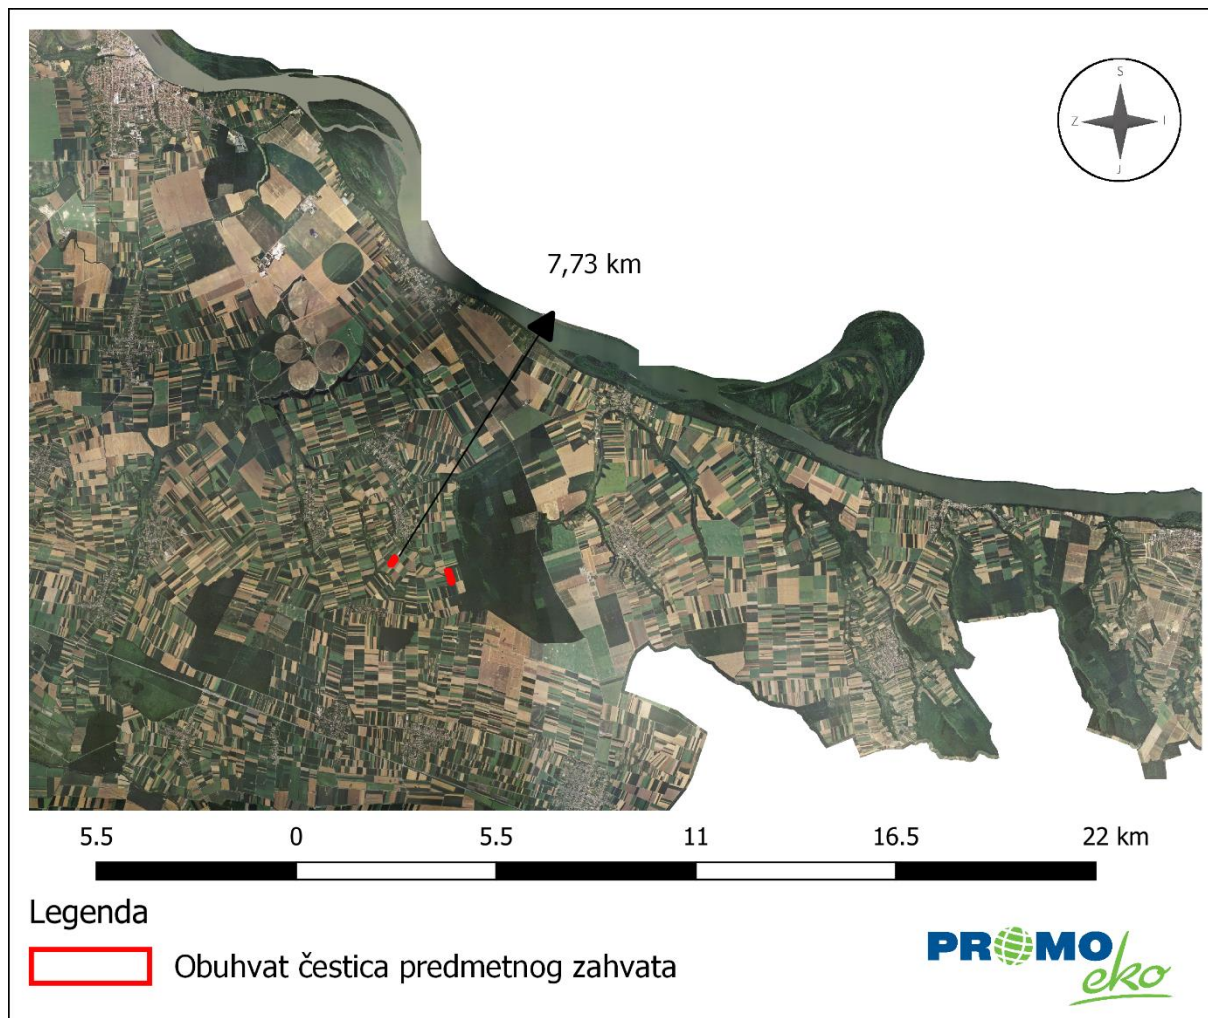 S
Z I
J
7,73 km
5.5 0 5.5 11 16.5 22 km
Legenda
Obuhvat čestica predmetnog zahvata
PROMO
eko